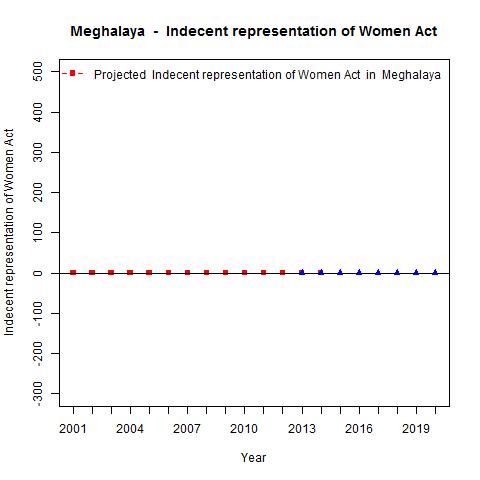 Meghalaya - Indecent representation of Women Act
Projected Indecent representation of Women Act in Meghalaya
Indecent representation of Women Act
500
400
300
200
100
0
-100
-200
-300
2001 2004 2007 2010 2013 2016 2019
Year